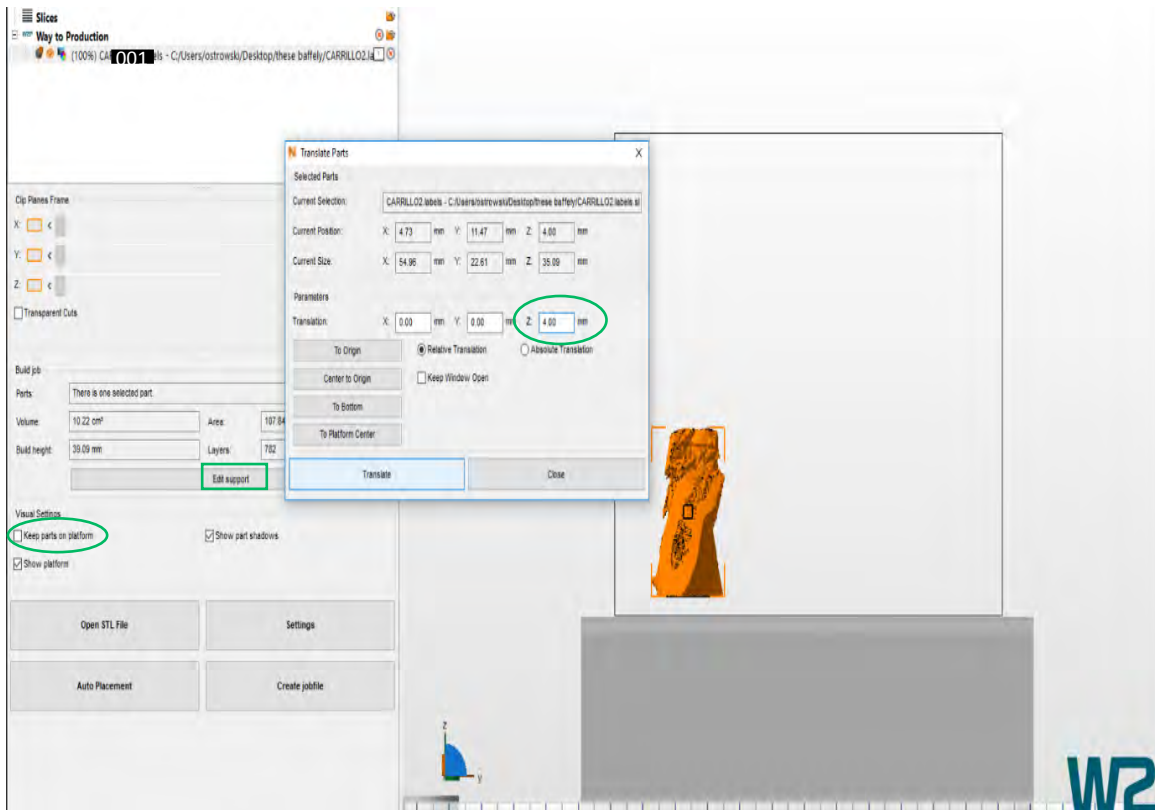 Slices
Way to Production
(100%) CA 001 els - C:/Users/ostrowski/Desktop/these baffely/CARRILLO2.la
Translate Parts X
Selected Parts
Current Selection: CARRILLO2.labels - C:/Users/ostrowski/Desktop/these baffely/CARRILLO2.labels.st
Current Position: X: 4.73 mm Y: 11.47 mm Z: 4.00 mm
Current Size: X: 54.96 mm Y: 22.61 mm Z: 35.09 mm
Parameters
Translation: X: 0.00 mm Y: 0.00 mm Z: 4.00 mm
To Origin Relative Translation Absolute Translation
Center to Origin Keep Window Open
To Bottom
To Platform Center
Translate Close
Clip Planes Frame
X: <
Y: <
Z: <
Transparent Cuts
Build job
Parts: There is one selected part.
Volume: 10.22 cm³ Area: 107.84
Build height: 39.09 mm Layers: 782
Edit support
Visual Settings
Keep parts on platform Show part shadows
Show platform
Open STL File Settings
Auto Placement Create jobfile
z
y
W2